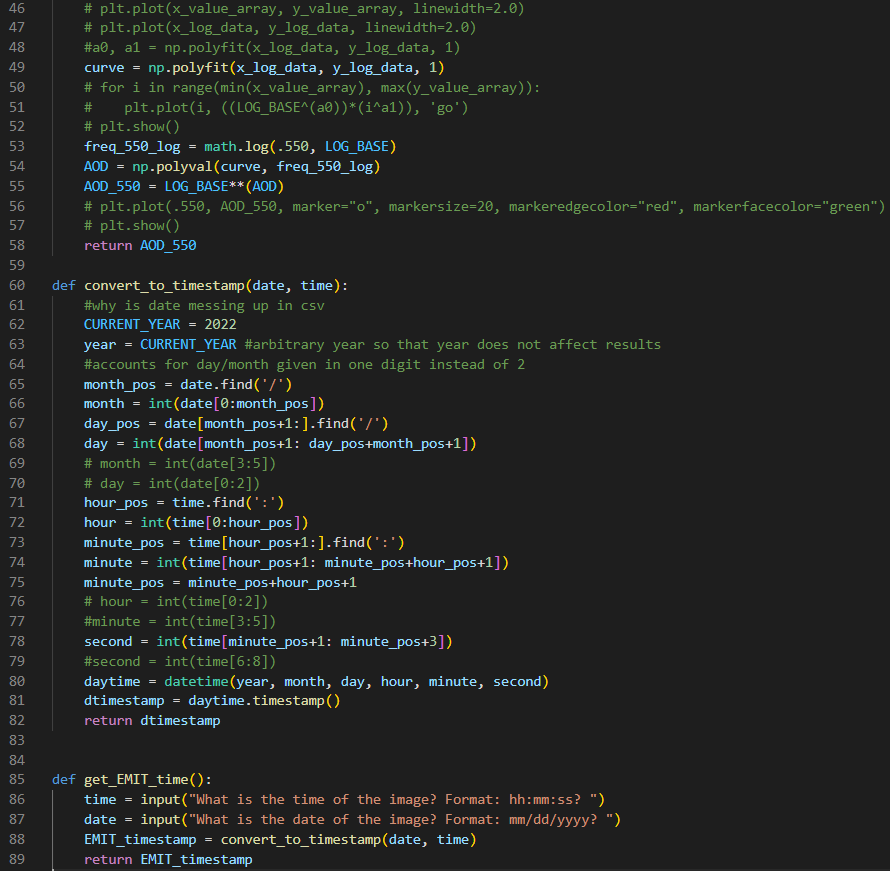 46 # plt.plot(x_value_array, y_value_array, linewidth=2.0)
47 # plt.plot(x_log_data, y_log_data, linewidth=2.0)
48 #a0, a1 = np.polyfit(x_log_data, y_log_data, 1)
49 curve = np.polyfit(x_log_data, y_log_data, 1)
50 # for i in range(min(x_value_array), max(y_value_array)):
51 #    plt.plot(i, ((LOG_BASE^(a0))*(i^a1)), 'go')
52 # plt.show()
53 freq_550_log = math.log(.550, LOG_BASE)
54 AOD = np.polyval(curve, freq_550_log)
55 AOD_550 = LOG_BASE**(AOD)
56 # plt.plot(.550, AOD_550, marker="o", markersize=20, markeredgecolor="red", markerfacecolor="green")
57 # plt.show()
58 return AOD_550
59
60 def convert_to_timestamp(date, time):
61 #why is date messing up in csv
62 CURRENT_YEAR = 2022
63 year = CURRENT_YEAR #arbitrary year so that year does not affect results
64 #accounts for day/month given in one digit instead of 2
65 month_pos = date.find('/')
66 month = int(date[0:month_pos])
67 day_pos = date[month_pos+1:].find('/')
68 day = int(date[month_pos+1: day_pos+month_pos+1])
69 # month = int(date[3:5])
70 # day = int(date[0:2])
71 hour_pos = time.find(':')
72 hour = int(time[0:hour_pos])
73 minute_pos = time[hour_pos+1:].find(':')
74 minute = int(time[hour_pos+1: minute_pos+hour_pos+1])
75 minute_pos = minute_pos+hour_pos+1
76 # hour = int(time[0:2])
77 #minute = int(time[3:5])
78 second = int(time[minute_pos+1: minute_pos+3])
79 #second = int(time[6:8])
80 daytime = datetime(year, month, day, hour, minute, second)
81 dtimestamp = daytime.timestamp()
82 return dtimestamp
83
84
85 def get_EMIT_time():
86 time = input("What is the time of the image? Format: hh:mm:ss? ")
87 date = input("What is the date of the image? Format: mm/dd/yyyy? ")
88 EMIT_timestamp = convert_to_timestamp(date, time)
89 return EMIT_timestamp